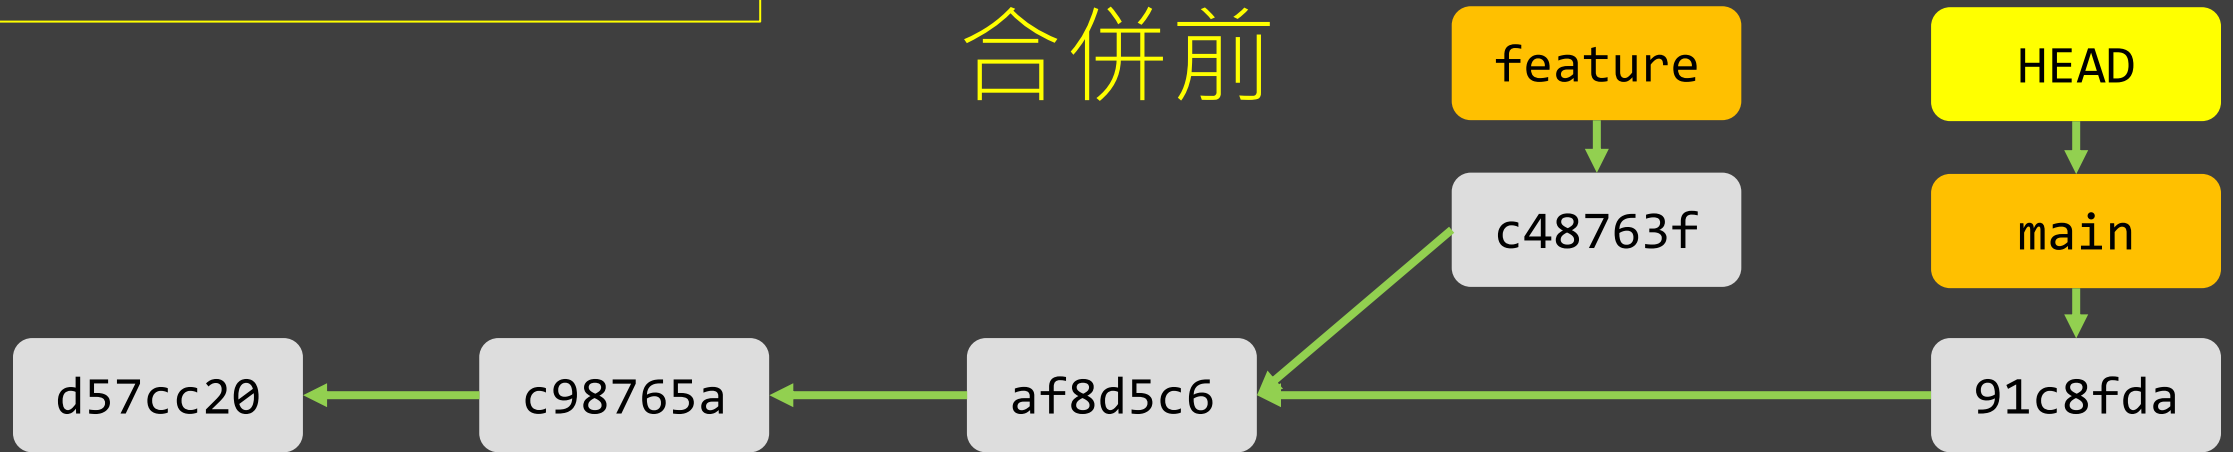 合併前
feature
HEAD
c48763f
main
d57cc20
c98765a
af8d5c6
91c8fda